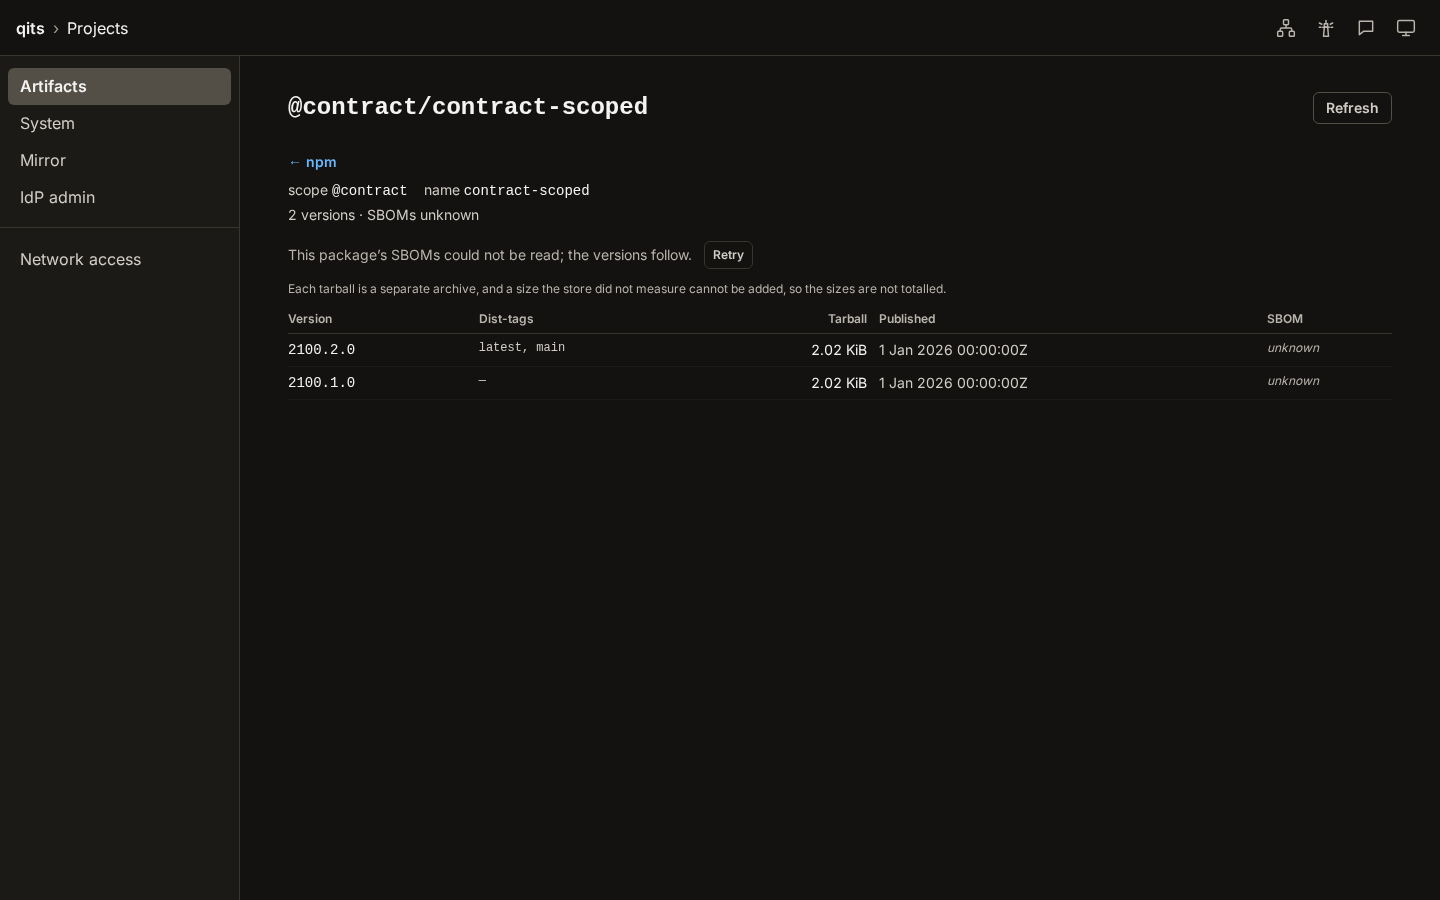 qits › Projects
Artifacts
System
Mirror
IdP admin
Network access
@contract/contract-scoped
Refresh
← npm
scope @contract name contract-scoped
2 versions · SBOMs unknown
This package’s SBOMs could not be read; the versions follow. Retry
Each tarball is a separate archive, and a size the store did not measure cannot be added, so the sizes are not totalled.
Version Dist-tags Tarball Published SBOM
2100.2.0 latest, main 2.02 KiB 1 Jan 2026 00:00:00Z unknown
2100.1.0 — 2.02 KiB 1 Jan 2026 00:00:00Z unknown